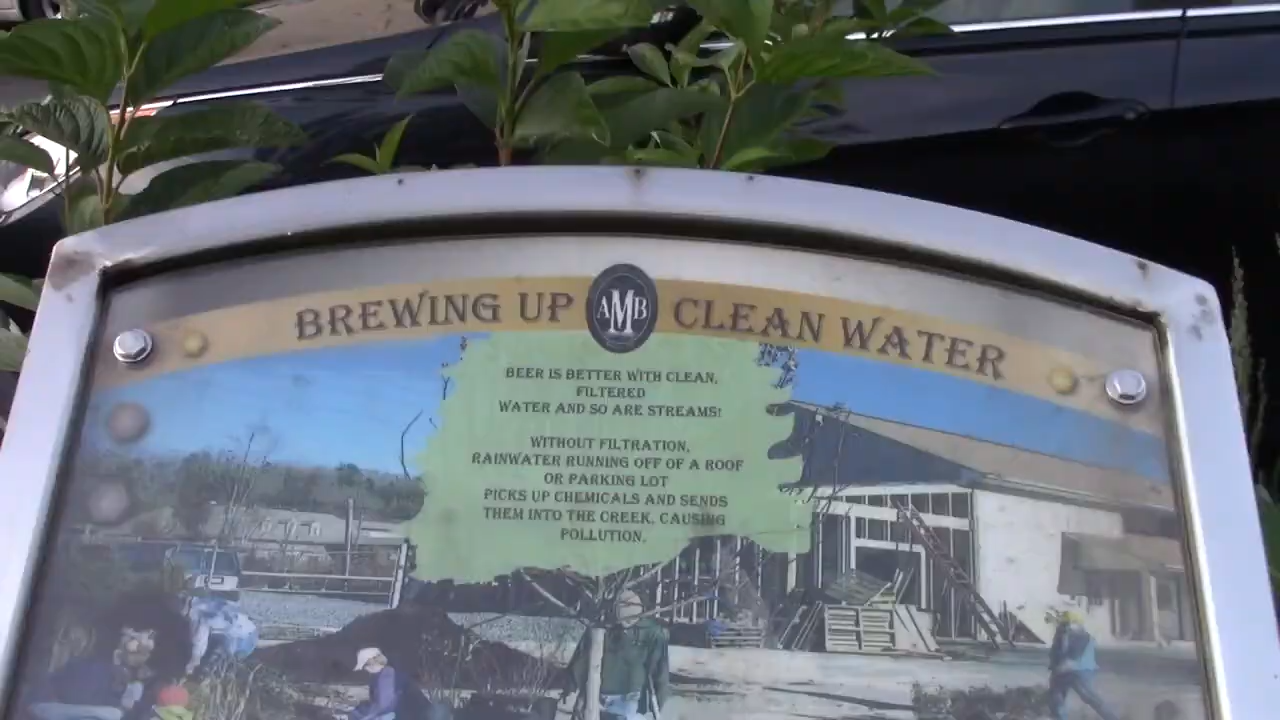 BREWING UP AMB CLEAN WATER
BEER IS BETTER WITH CLEAN,
FILTERED
WATER AND SO ARE STREAMS!
WITHOUT FILTRATION,
RAINWATER RUNNING OFF OF A ROOF
OR PARKING LOT
PICKS UP CHEMICALS AND SENDS
THEM INTO THE CREEK, CAUSING
POLLUTION.